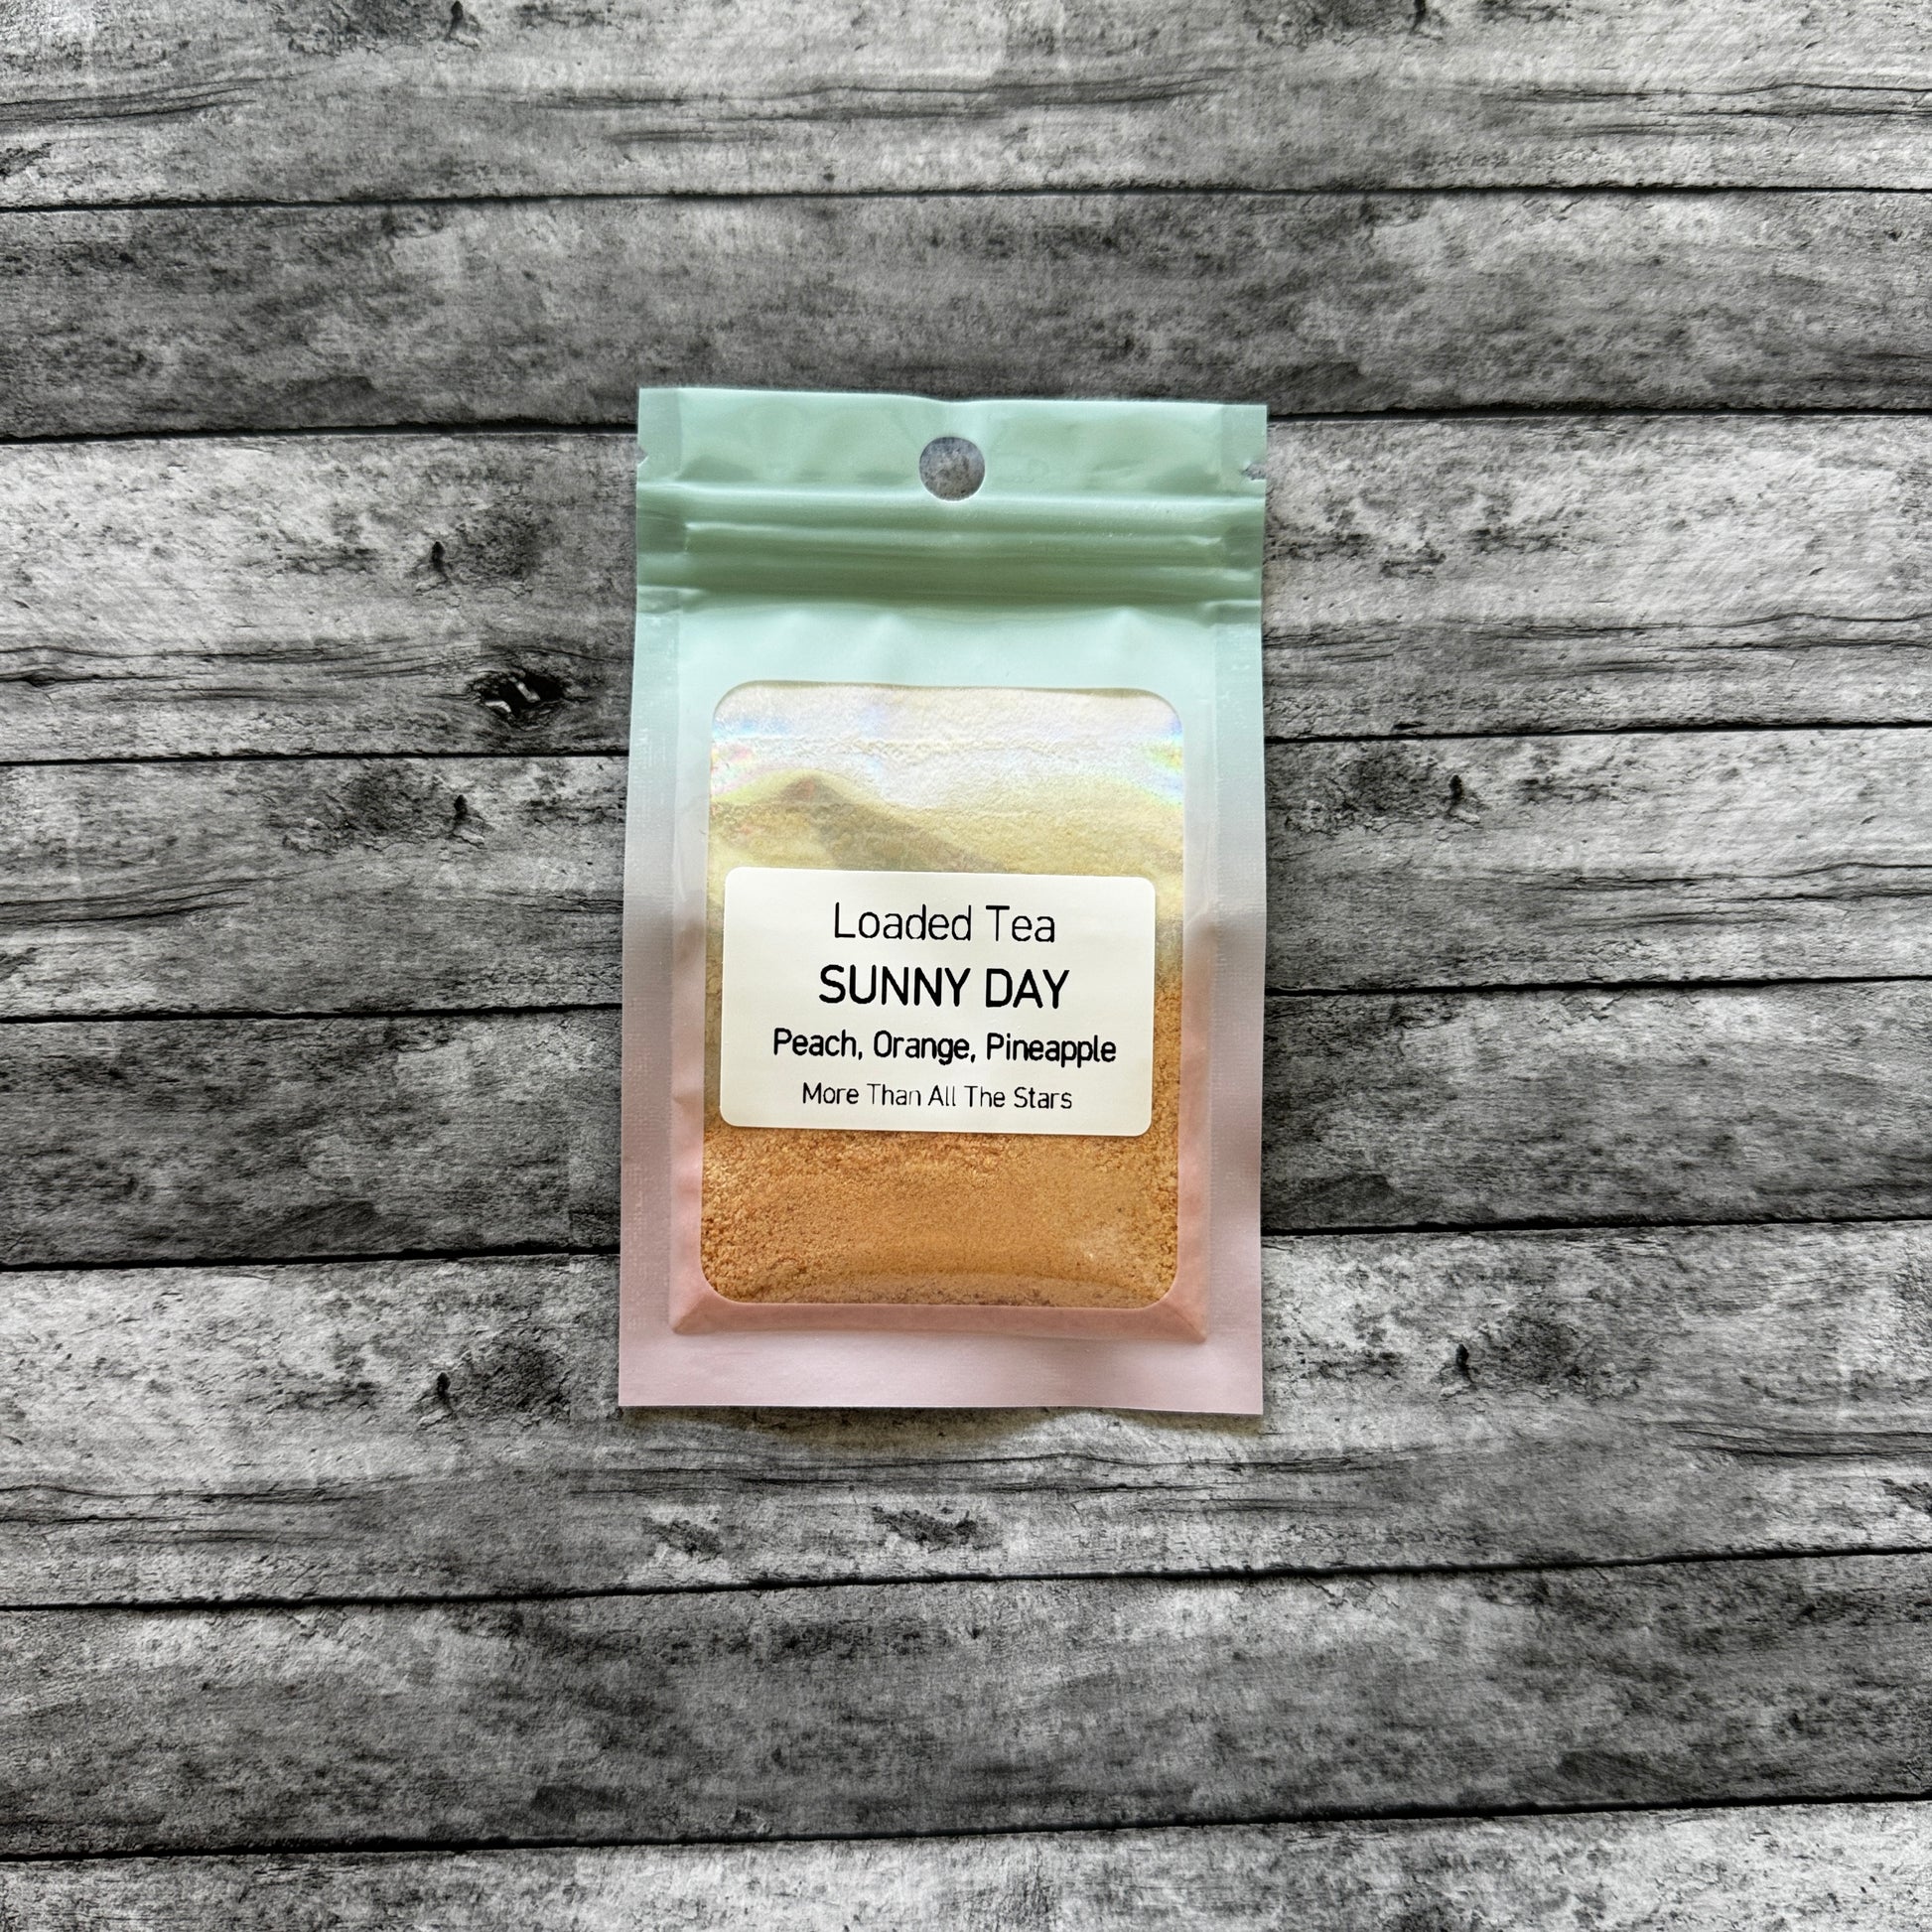 Loaded Tea
SUNNY DAY
Peach, Orange, Pineapple
More Than All The Stars